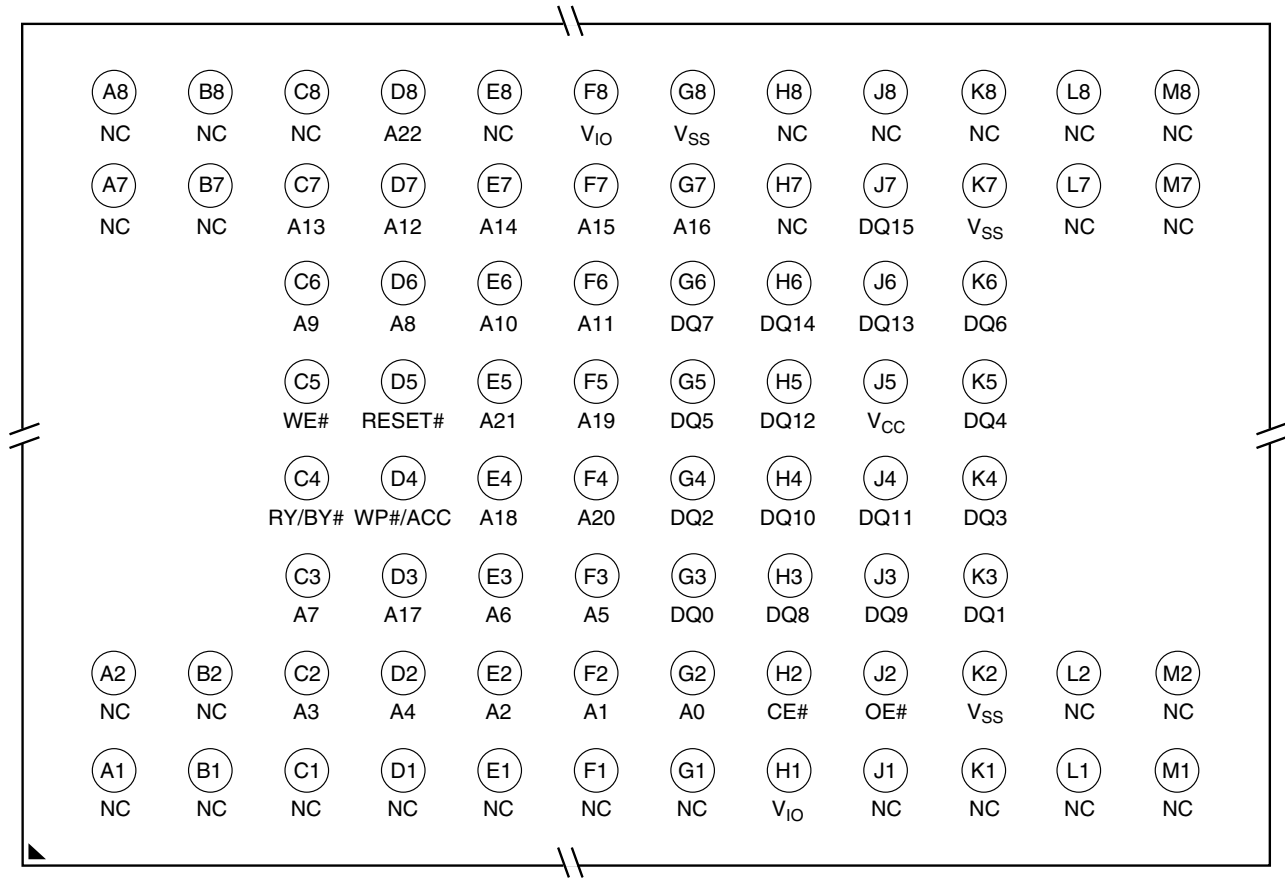 A8 B8 C8 D8 E8 F8 G8 H8 J8 K8 L8 M8
NC NC NC A22 NC VIO VSS NC NC NC NC NC
A7 B7 C7 D7 E7 F7 G7 H7 J7 K7 L7 M7
NC NC A13 A12 A14 A15 A16 NC DQ15 VSS NC NC
C6 D6 E6 F6 G6 H6 J6 K6
A9 A8 A10 A11 DQ7 DQ14 DQ13 DQ6
C5 D5 E5 F5 G5 H5 J5 K5
WE# RESET# A21 A19 DQ5 DQ12 VCC DQ4
C4 D4 E4 F4 G4 H4 J4 K4
RY/BY# WP#/ACC A18 A20 DQ2 DQ10 DQ11 DQ3
C3 D3 E3 F3 G3 H3 J3 K3
A7 A17 A6 A5 DQ0 DQ8 DQ9 DQ1
A2 B2 C2 D2 E2 F2 G2 H2 J2 K2 L2 M2
NC NC A3 A4 A2 A1 A0 CE# OE# VSS NC NC
A1 B1 C1 D1 E1 F1 G1 H1 J1 K1 L1 M1
NC NC NC NC NC NC NC VIO NC NC NC NC